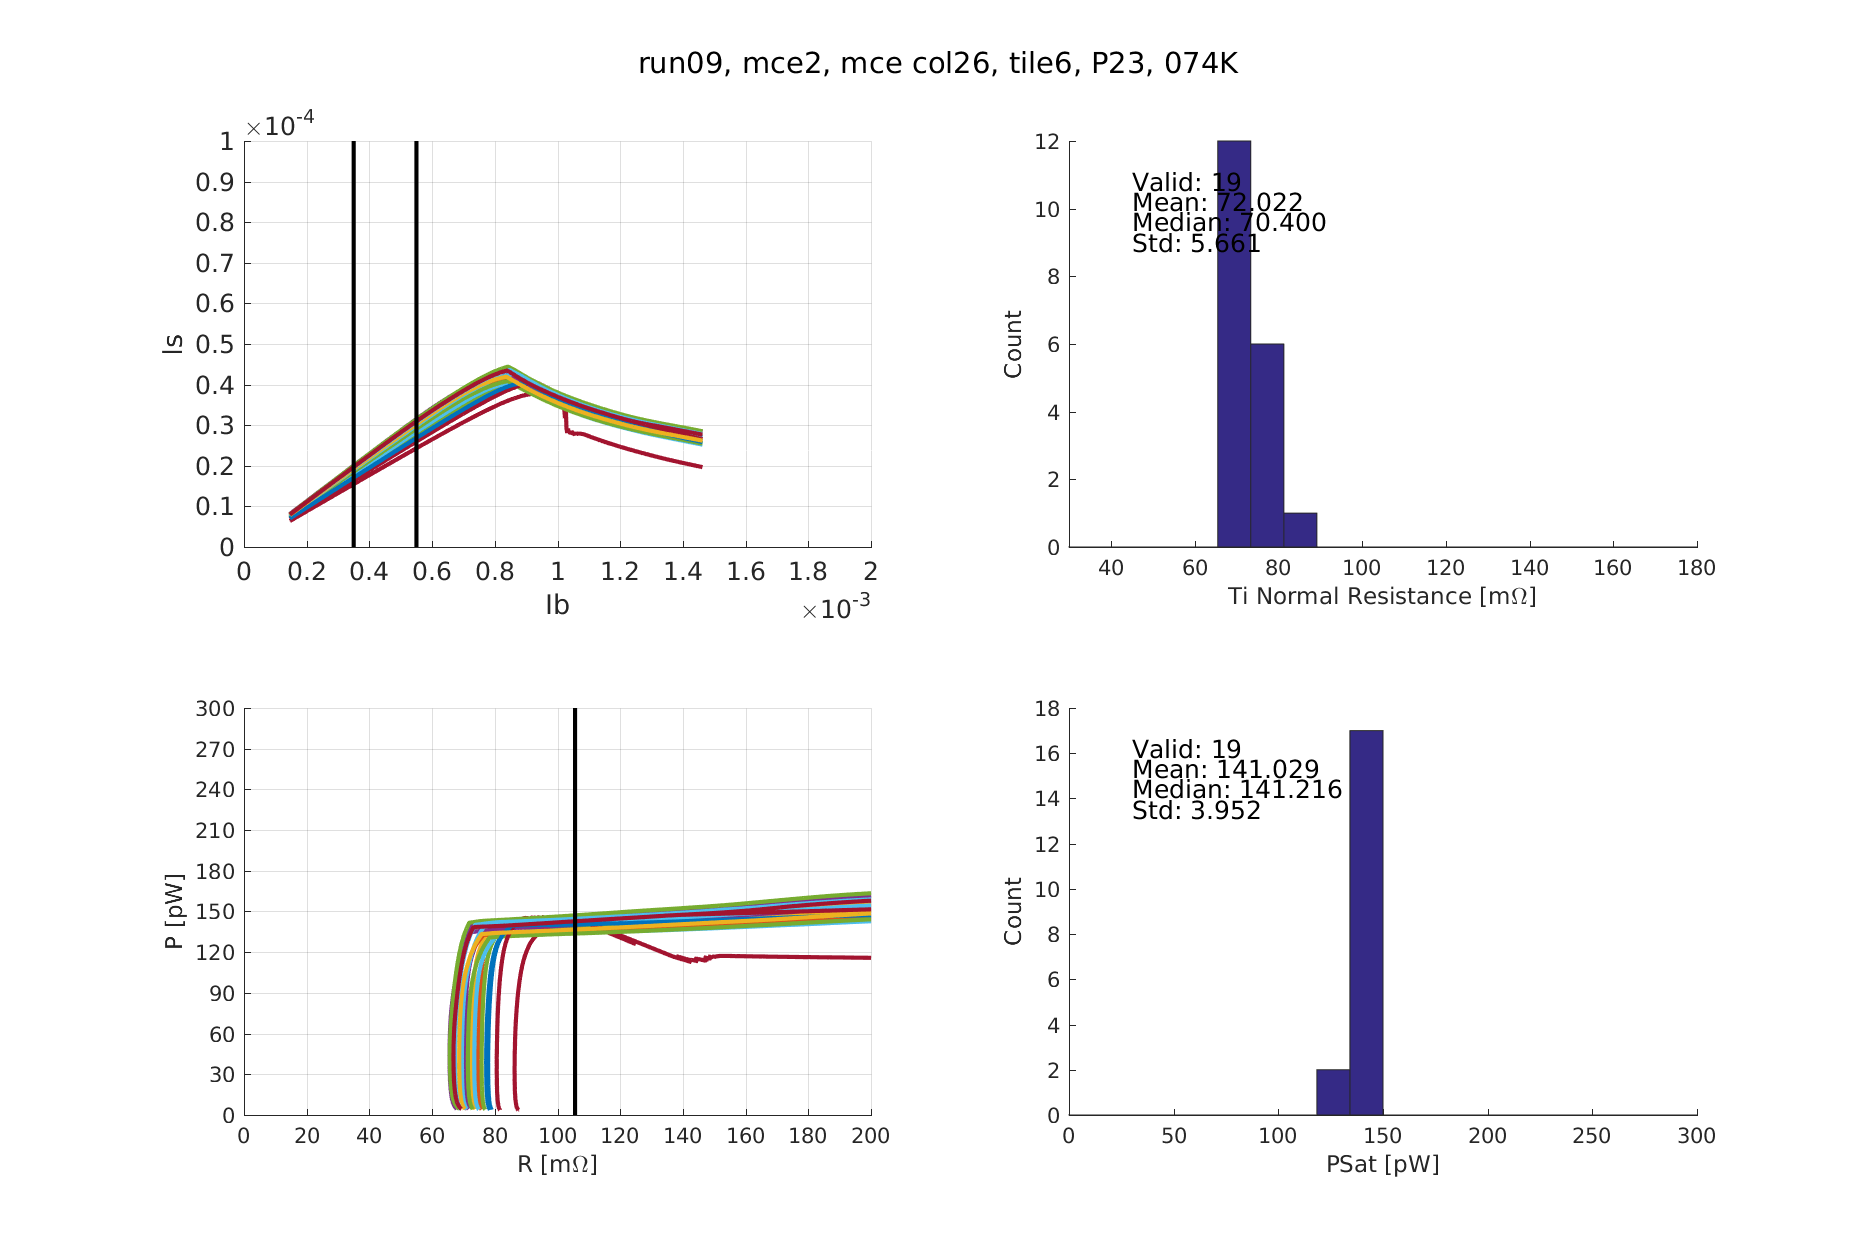 run09, mce2, mce col26, tile6, P23, 074K
×10-4
1
0.9
0.8
0.7
0.6
0.5
0.4
0.3
0.2
0.1
0
Is
0 0.2 0.4 0.6 0.8 1 1.2 1.4 1.6 1.8 2
Ib
×10-3
12
10
8
6
4
2
0
Count
Valid: 19
Mean: 72.022
Median: 70.400
Std: 5.661
40 60 80 100 120 140 160 180
Ti Normal Resistance [mΩ]
300
270
240
210
180
150
120
90
60
30
0
P [pW]
0 20 40 60 80 100 120 140 160 180 200
R [mΩ]
18
16
14
12
10
8
6
4
2
0
Count
Valid: 19
Mean: 141.029
Median: 141.216
Std: 3.952
0 50 100 150 200 250 300
PSat [pW]